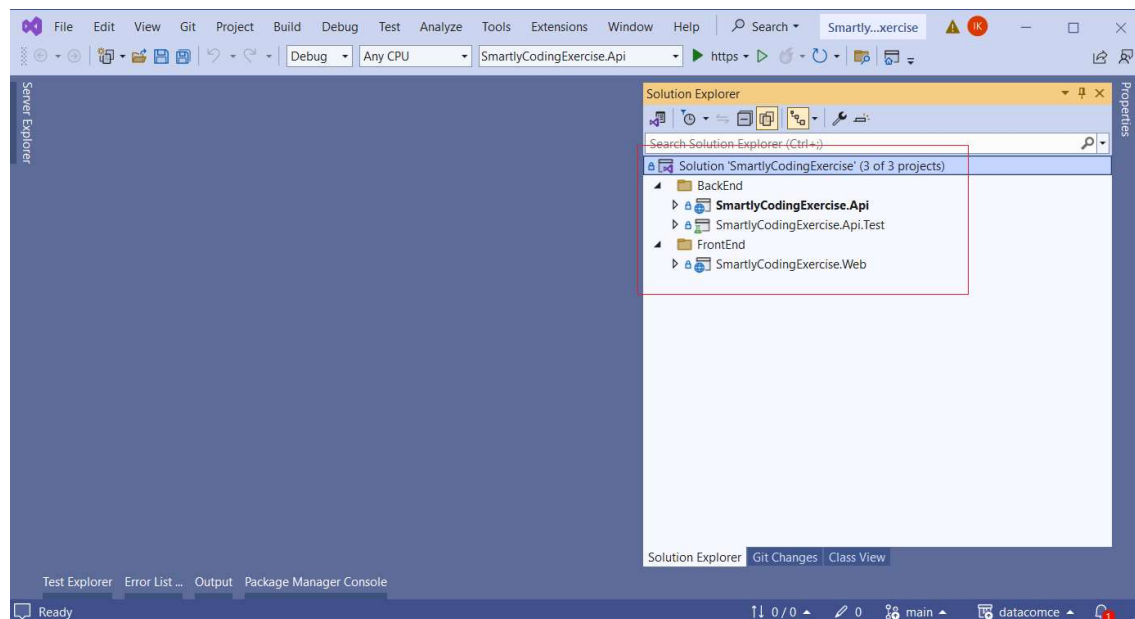 File Edit View Git Project Build Debug Test Analyze Tools Extensions Window Help Search Smartly...xercise IK
Debug Any CPU SmartlyCodingExercise.Api https
Server Explorer
Solution Explorer
Properties
Search Solution Explorer (Ctrl+;)
Solution 'SmartlyCodingExercise' (3 of 3 projects)
BackEnd
SmartlyCodingExercise.Api
SmartlyCodingExercise.Api.Test
FrontEnd
SmartlyCodingExercise.Web
Solution Explorer Git Changes Class View
Test Explorer Error List ... Output Package Manager Console
Ready 0 / 0 0 main datacomce 1